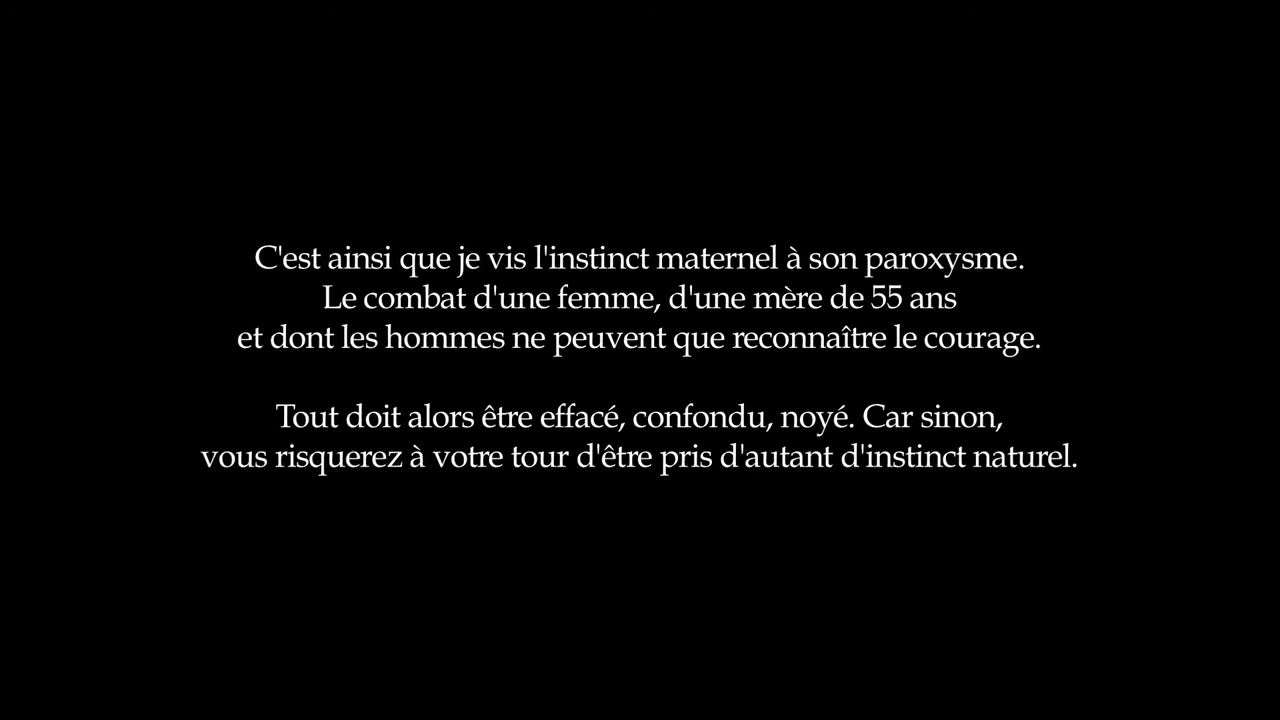 C'est ainsi que je vis l'instinct maternel à son paroxysme.
Le combat d'une femme, d'une mère de 55 ans
et dont les hommes ne peuvent que reconnaître le courage.
Tout doit alors être effacé, confondu, noyé. Car sinon,
vous risquerez à votre tour d'être pris d'autant d'instinct naturel.